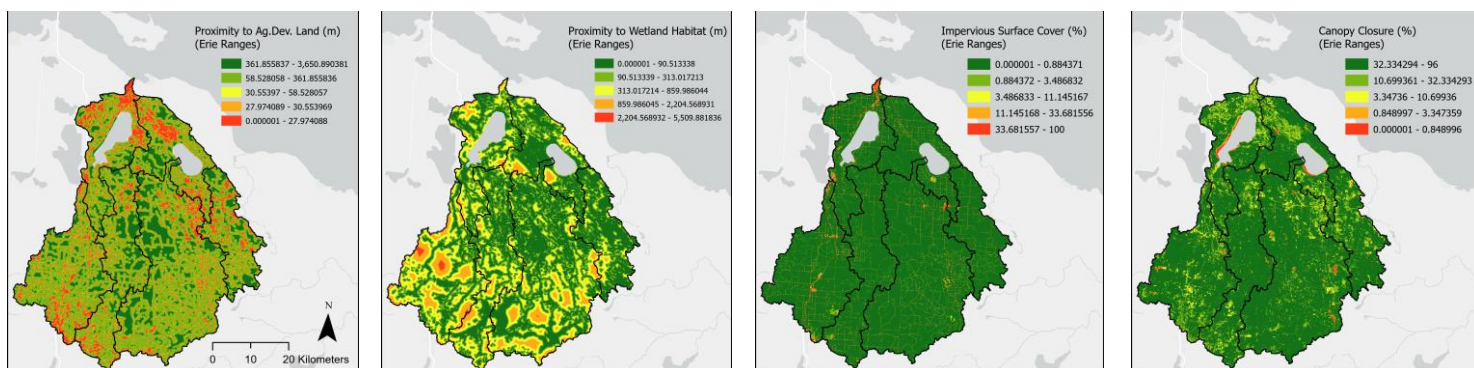 Proximity to Ag.Dev. Land (m)
(Erie Ranges)
361.855837 - 3,650.890381
58.528058 - 361.855836
30.55397 - 58.528057
27.974089 - 30.553969
0.000001 - 27.974088
N
0 10 20 Kilometers
Proximity to Wetland Habitat (m)
(Erie Ranges)
0.000001 - 90.513338
90.513339 - 313.017213
313.017214 - 859.986044
859.986045 - 2,204.568931
2,204.568932 - 5,509.881836
Impervious Surface Cover (%)
(Erie Ranges)
0.000001 - 0.884371
0.884372 - 3.486832
3.486833 - 11.145167
11.145168 - 33.681556
33.681557 - 100
Canopy Closure (%)
(Erie Ranges)
32.334294 - 96
10.699361 - 32.334293
3.34736 - 10.69936
0.848997 - 3.347359
0.000001 - 0.848996